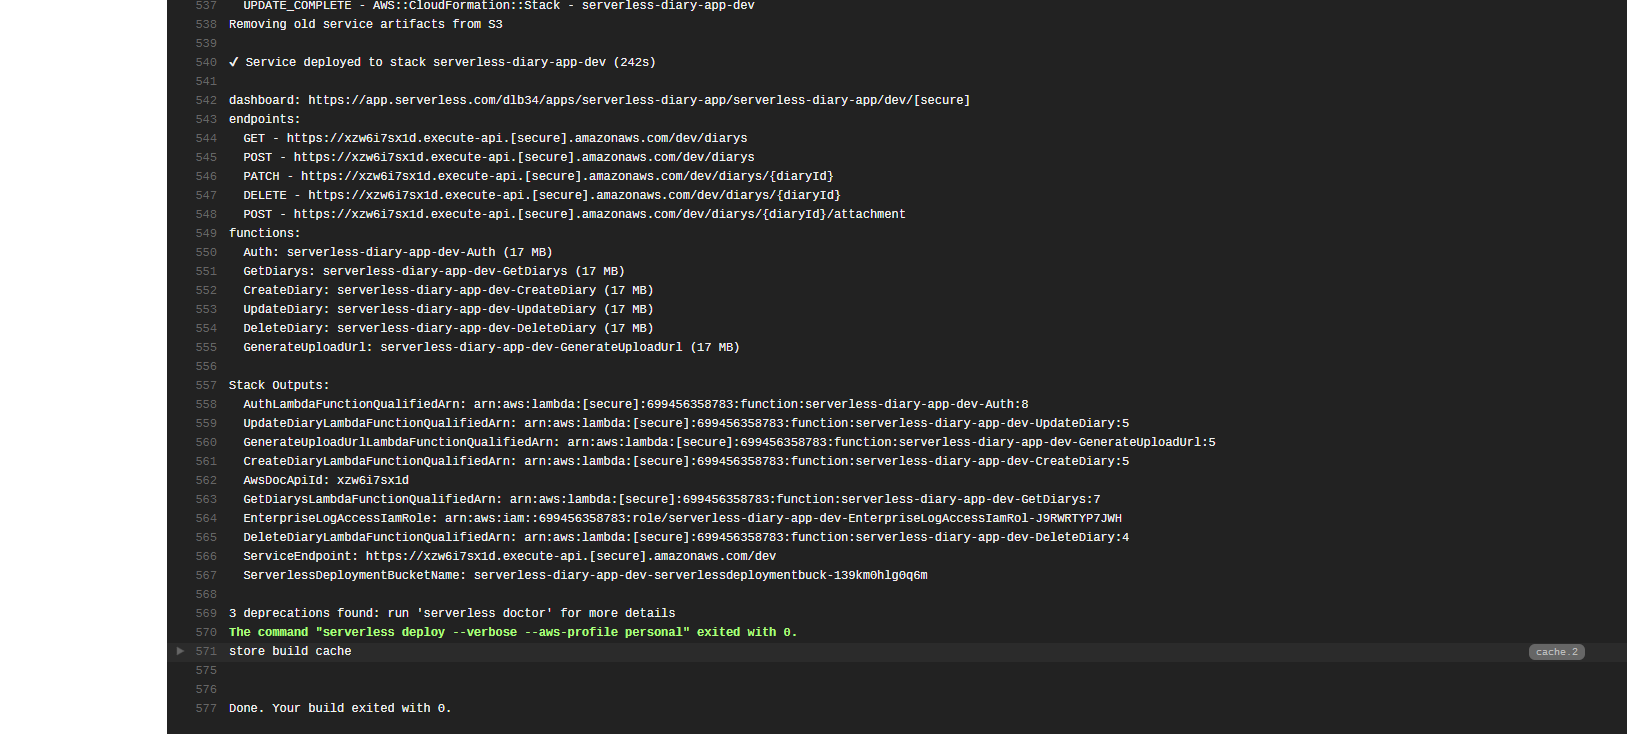 537 UPDATE_COMPLETE - AWS::CloudFormation::Stack - serverless-diary-app-dev
538 Removing old service artifacts from S3
539
540 ✓ Service deployed to stack serverless-diary-app-dev (242s)
541
542 dashboard: https://app.serverless.com/dlb34/apps/serverless-diary-app/serverless-diary-app/dev/[secure]
543 endpoints:
544 GET - https://xzw6i7sx1d.execute-api.[secure].amazonaws.com/dev/diarys
545 POST - https://xzw6i7sx1d.execute-api.[secure].amazonaws.com/dev/diarys
546 PATCH - https://xzw6i7sx1d.execute-api.[secure].amazonaws.com/dev/diarys/{diaryId}
547 DELETE - https://xzw6i7sx1d.execute-api.[secure].amazonaws.com/dev/diarys/{diaryId}
548 POST - https://xzw6i7sx1d.execute-api.[secure].amazonaws.com/dev/diarys/{diaryId}/attachment
549 functions:
550 Auth: serverless-diary-app-dev-Auth (17 MB)
551 GetDiarys: serverless-diary-app-dev-GetDiarys (17 MB)
552 CreateDiary: serverless-diary-app-dev-CreateDiary (17 MB)
553 UpdateDiary: serverless-diary-app-dev-UpdateDiary (17 MB)
554 DeleteDiary: serverless-diary-app-dev-DeleteDiary (17 MB)
555 GenerateUploadUrl: serverless-diary-app-dev-GenerateUploadUrl (17 MB)
556
557 Stack Outputs:
558 AuthLambdaFunctionQualifiedArn: arn:aws:lambda:[secure]:699456358783:function:serverless-diary-app-dev-Auth:8
559 UpdateDiaryLambdaFunctionQualifiedArn: arn:aws:lambda:[secure]:699456358783:function:serverless-diary-app-dev-UpdateDiary:5
560 GenerateUploadUrlLambdaFunctionQualifiedArn: arn:aws:lambda:[secure]:699456358783:function:serverless-diary-app-dev-GenerateUploadUrl:5
561 CreateDiaryLambdaFunctionQualifiedArn: arn:aws:lambda:[secure]:699456358783:function:serverless-diary-app-dev-CreateDiary:5
562 AwsDocApiId: xzw6i7sx1d
563 GetDiarysLambdaFunctionQualifiedArn: arn:aws:lambda:[secure]:699456358783:function:serverless-diary-app-dev-GetDiarys:7
564 EnterpriseLogAccessIamRole: arn:aws:iam::699456358783:role/serverless-diary-app-dev-EnterpriseLogAccessIamRol-J9RWRTYP7JWH
565 DeleteDiaryLambdaFunctionQualifiedArn: arn:aws:lambda:[secure]:699456358783:function:serverless-diary-app-dev-DeleteDiary:4
566 ServiceEndpoint: https://xzw6i7sx1d.execute-api.[secure].amazonaws.com/dev
567 ServerlessDeploymentBucketName: serverless-diary-app-dev-serverlessdeploymentbuck-139km0hlg0q6m
568
569 3 deprecations found: run 'serverless doctor' for more details
570 The command "serverless deploy --verbose --aws-profile personal" exited with 0.
571 store build cache cache.2
575
576
577 Done. Your build exited with 0.